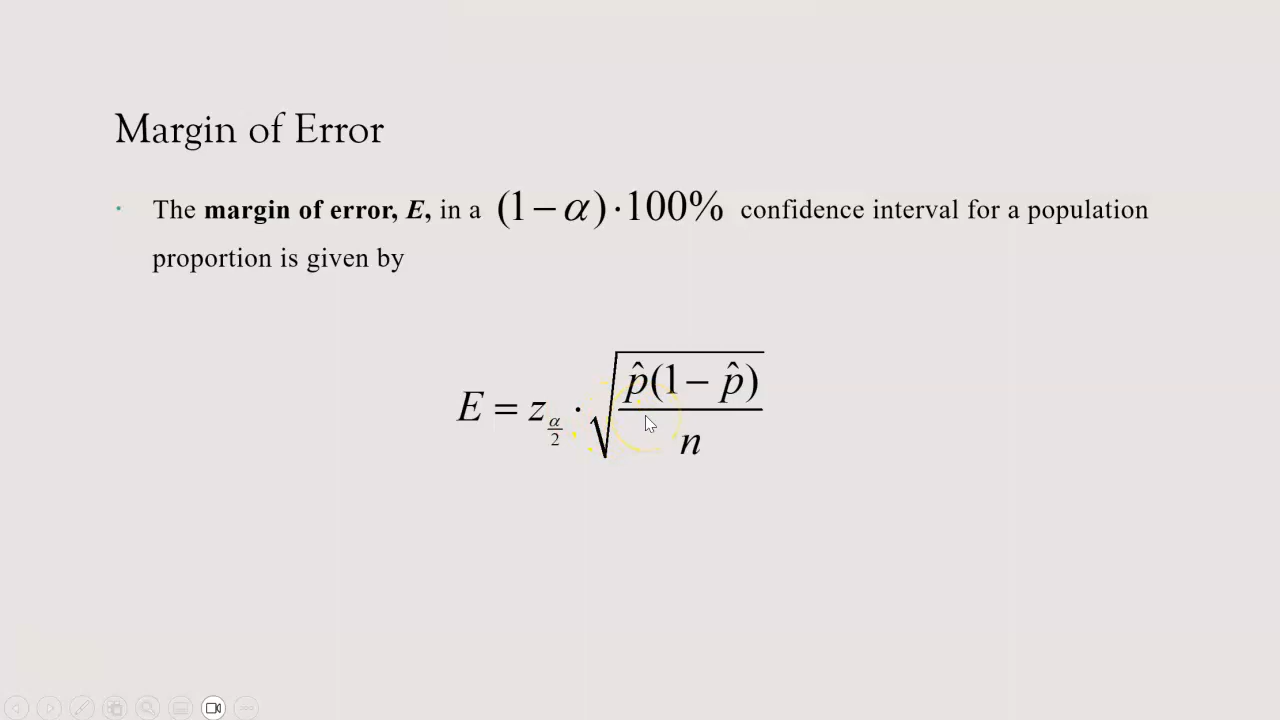 Margin of Error
· The margin of error, E, in a (1 − α)·100% confidence interval for a population
proportion is given by
E = z_{α/2} · √(p̂(1 − p̂)/n)